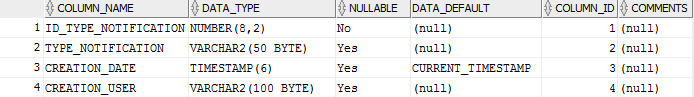 COLUMN_NAME DATA_TYPE NULLABLE DATA_DEFAULT COLUMN_ID COMMENTS
1 ID_TYPE_NOTIFICATION NUMBER(8,2) No (null) 1 (null)
2 TYPE_NOTIFICATION VARCHAR2(50 BYTE) Yes (null) 2 (null)
3 CREATION_DATE TIMESTAMP(6) Yes CURRENT_TIMESTAMP 3 (null)
4 CREATION_USER VARCHAR2(100 BYTE) Yes (null) 4 (null)